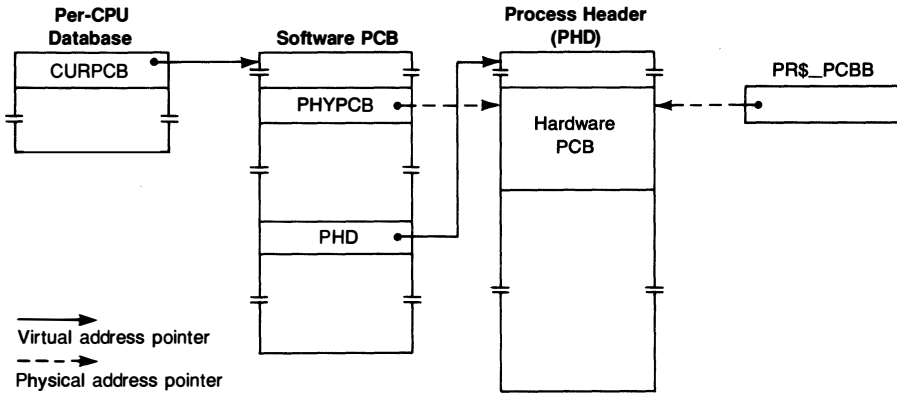 Per-CPU
Database
CURPCB
Software PCB
PHYPCB
PHD
Process Header
(PHD)
Hardware
PCB
PR$_PCBB
Virtual address pointer
Physical address pointer